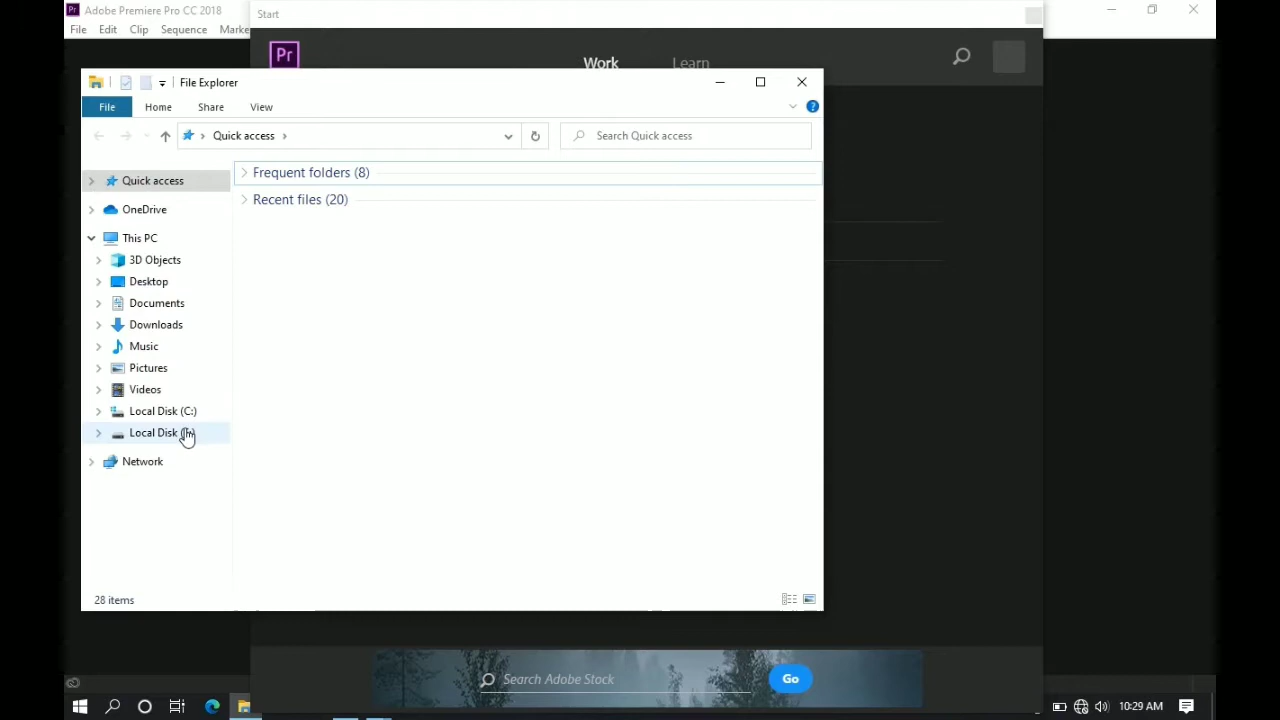 Adobe Premiere Pro CC 2018
Start
File Edit Clip Sequence Marke
Pr
Work Learn
File Explorer
File Home Share View
Quick access
Search Quick access
Quick access
Frequent folders (8)
Recent files (20)
OneDrive
This PC
3D Objects
Desktop
Documents
Downloads
Music
Pictures
Videos
Local Disk (C:)
Local Disk
Network
28 items
Search Adobe Stock
Go
10:29 AM